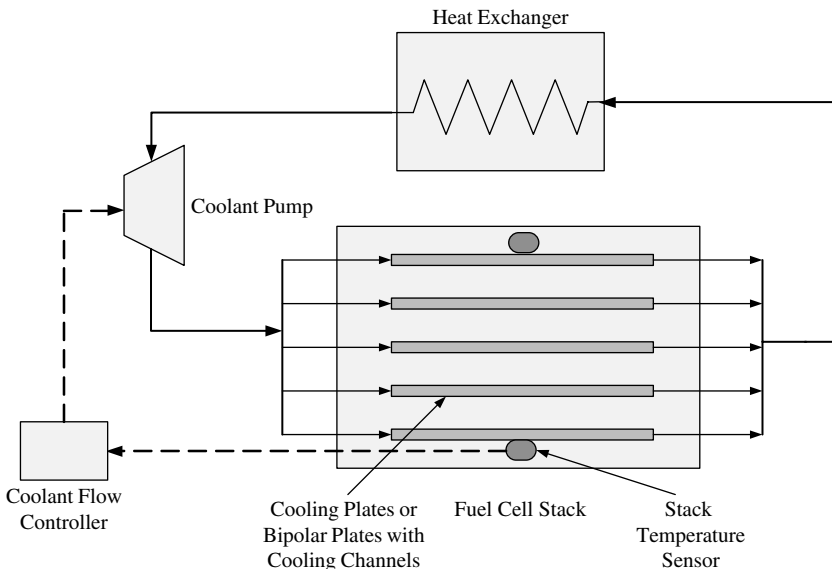 Heat Exchanger
Coolant Pump
Coolant Flow
Controller
Cooling Plates or
Bipolar Plates with
Cooling Channels
Fuel Cell Stack
Stack
Temperature
Sensor